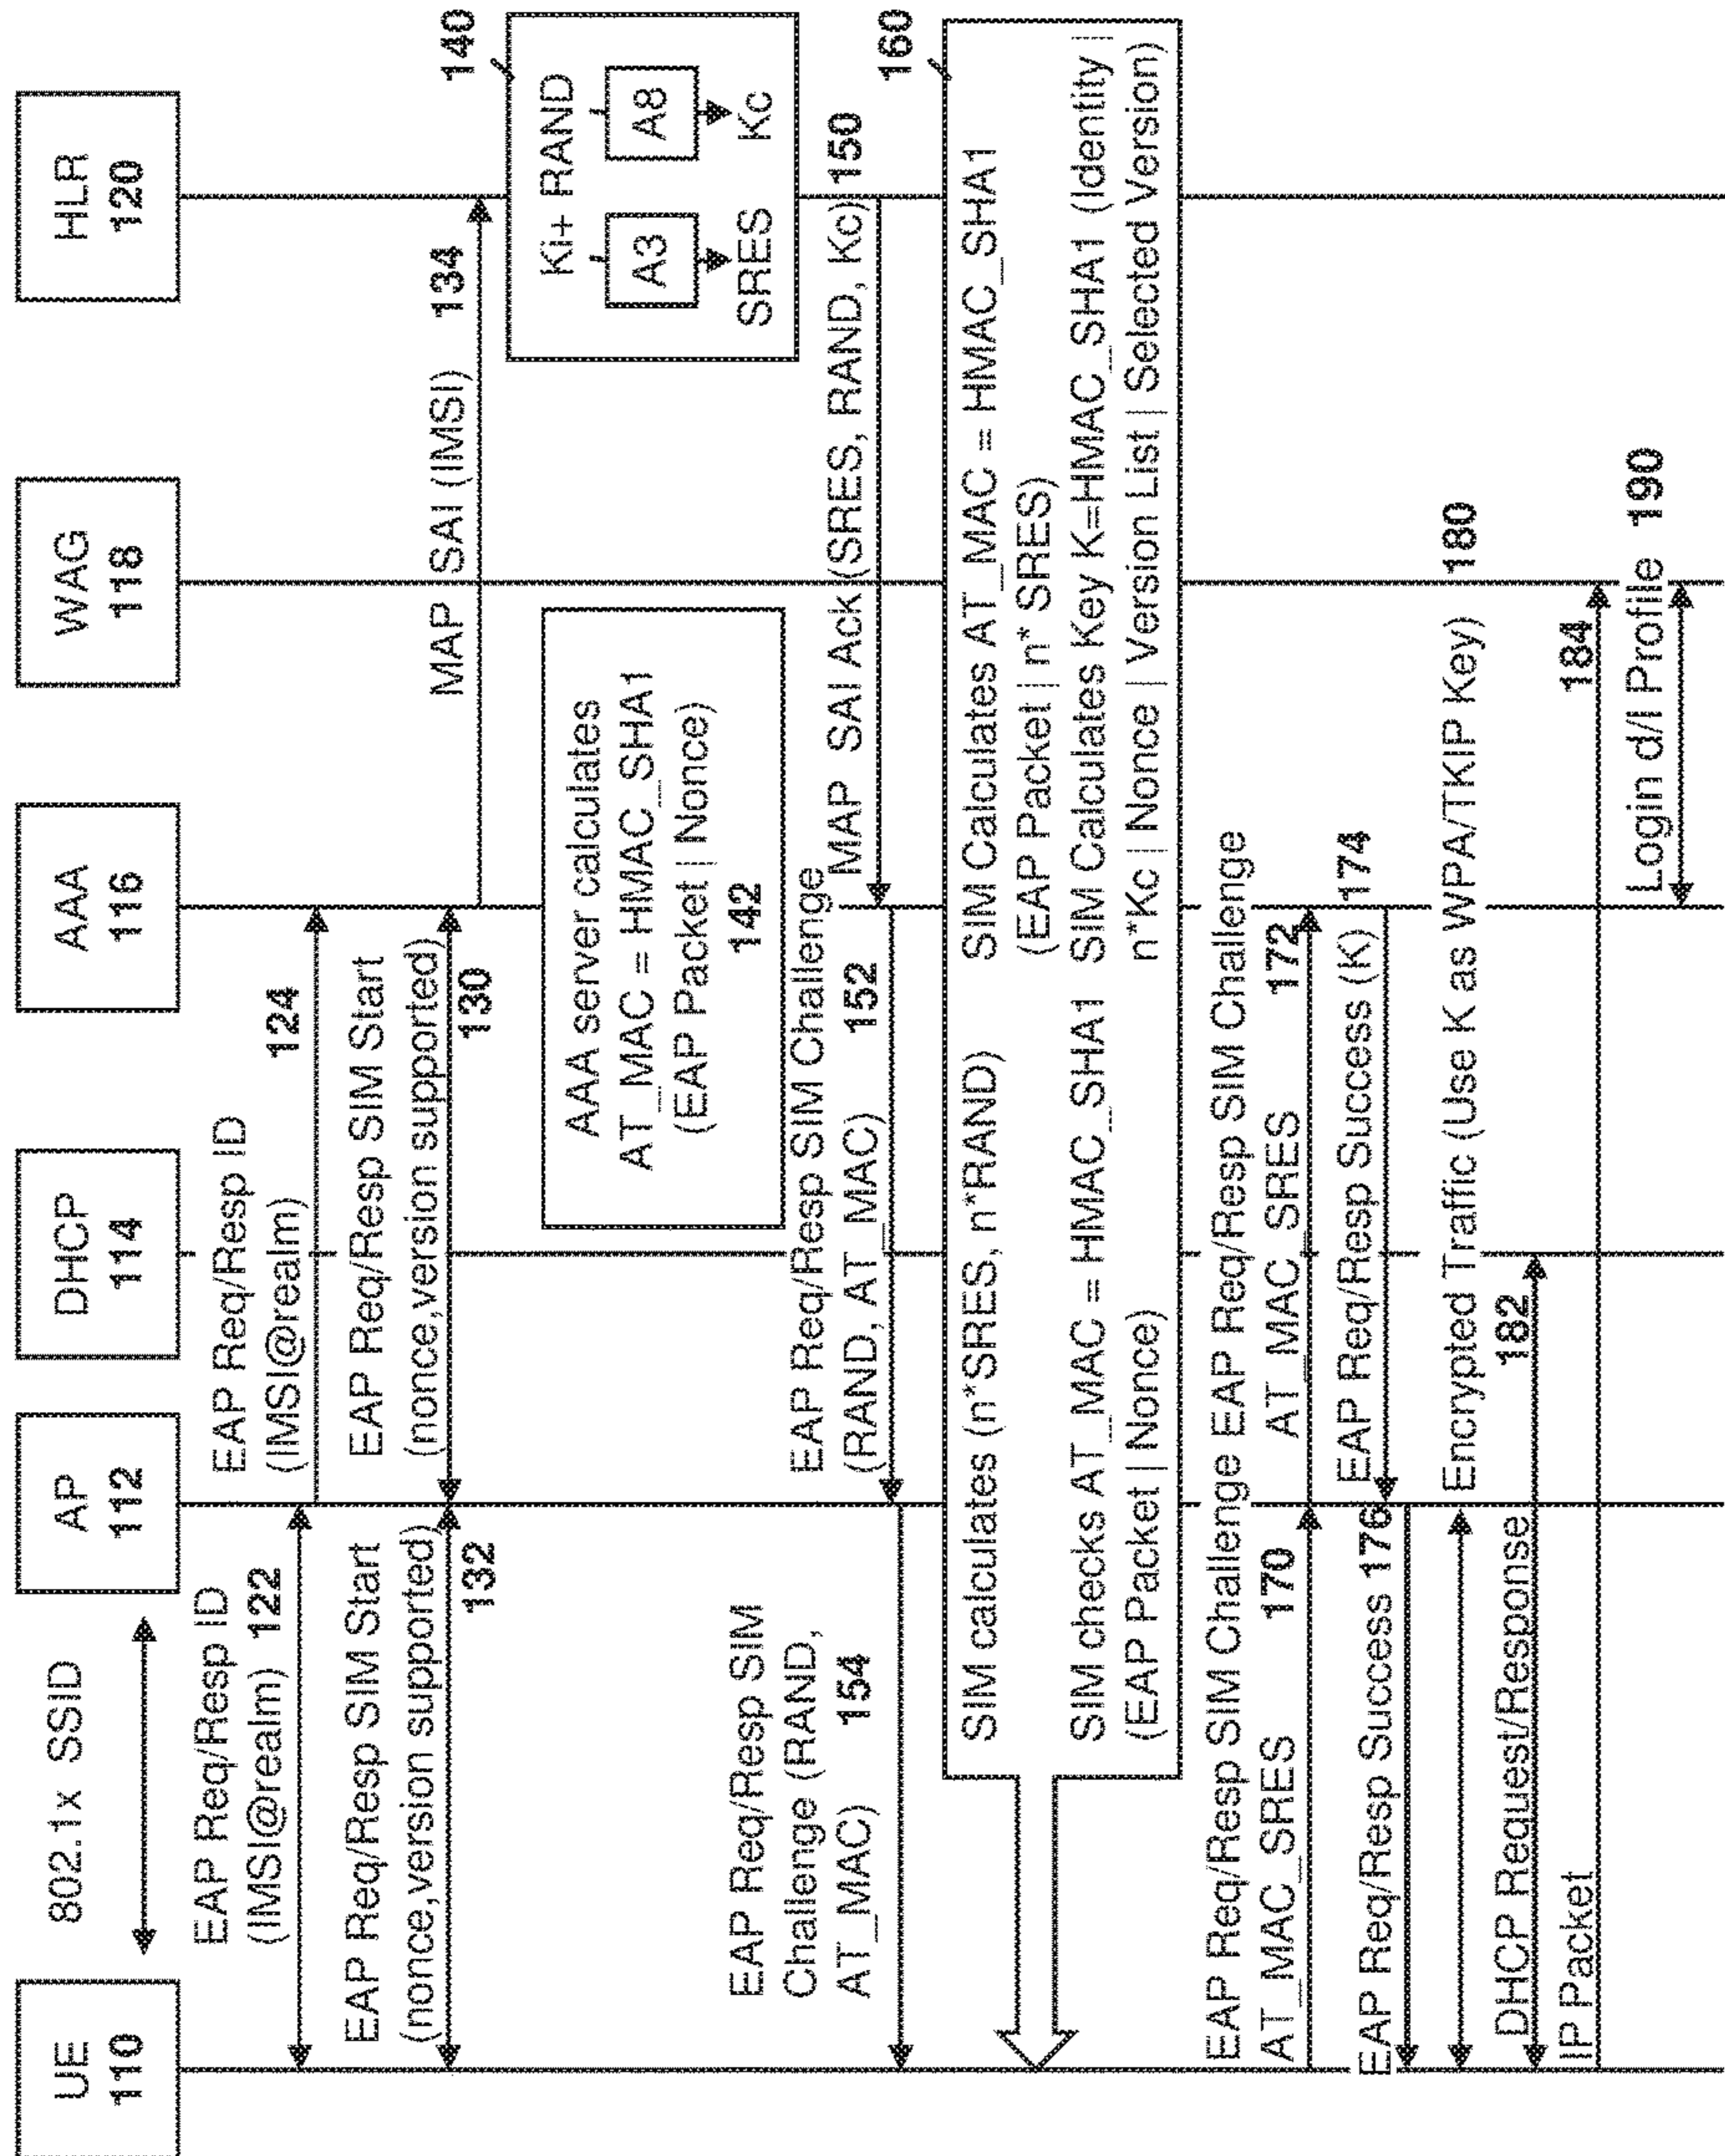 UE
110
802.1x SSID
AP
112
DHCP
114
AAA
116
WAG
118
HLR
120
EAP Req/Resp ID
(IMSI@realm) 122
EAP Req/Resp ID
(IMSI@realm)
124
EAP Req/Resp SIM Start
(nonce,version supported)
132
EAP Req/Resp SIM Start
(nonce,version supported)
130
MAP SAI (IMSI) 134
140
Ki+ RAND
A3
A8
SRES
Kc
AAA server calculates
AT_MAC = HMAC_SHA1
(EAP Packet | Nonce)
142
MAP SAI Ack(SRES, RAND, Kc) 150
EAP Req/Resp SIM Challenge
(RAND, AT_MAC) 152
EAP Req/Resp SIM
Challenge (RAND,
AT_MAC) 154
160
SIM calculates (n*SRES, n*RAND)
SIM checks AT_MAC = HMAC_SHA1
(EAP Packet | Nonce)
SIM Calculates AT_MAC = HMAC_SHA1
(EAP Packet | n* SRES)
SIM Calculates Key K=HMAC_SHA1 (Identity |
n*Kc | Nonce | Version List | Selected Version)
EAP Req/Resp SIM Challenge
AT_MAC_SRES 170
EAP Req/Resp SIM Challenge
AT_MAC_SRES 172
EAP Req/Resp Success (K) 174
EAP Req/Resp Success 176
Encrypted Traffic (Use K as WPA/TKIP Key) 180
DHCP Request/Response 182
IP Packet
184
Login d/l Profile 190